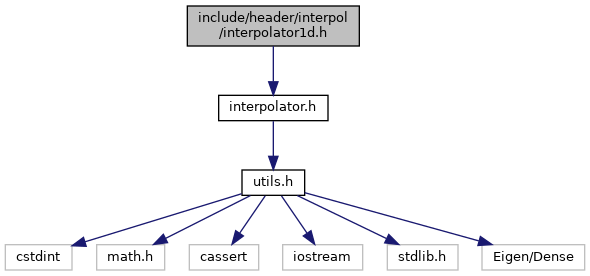 include/header/interpol
/interpolator1d.h
interpolator.h
utils.h
cstdint
math.h
cassert
iostream
stdlib.h
Eigen/Dense